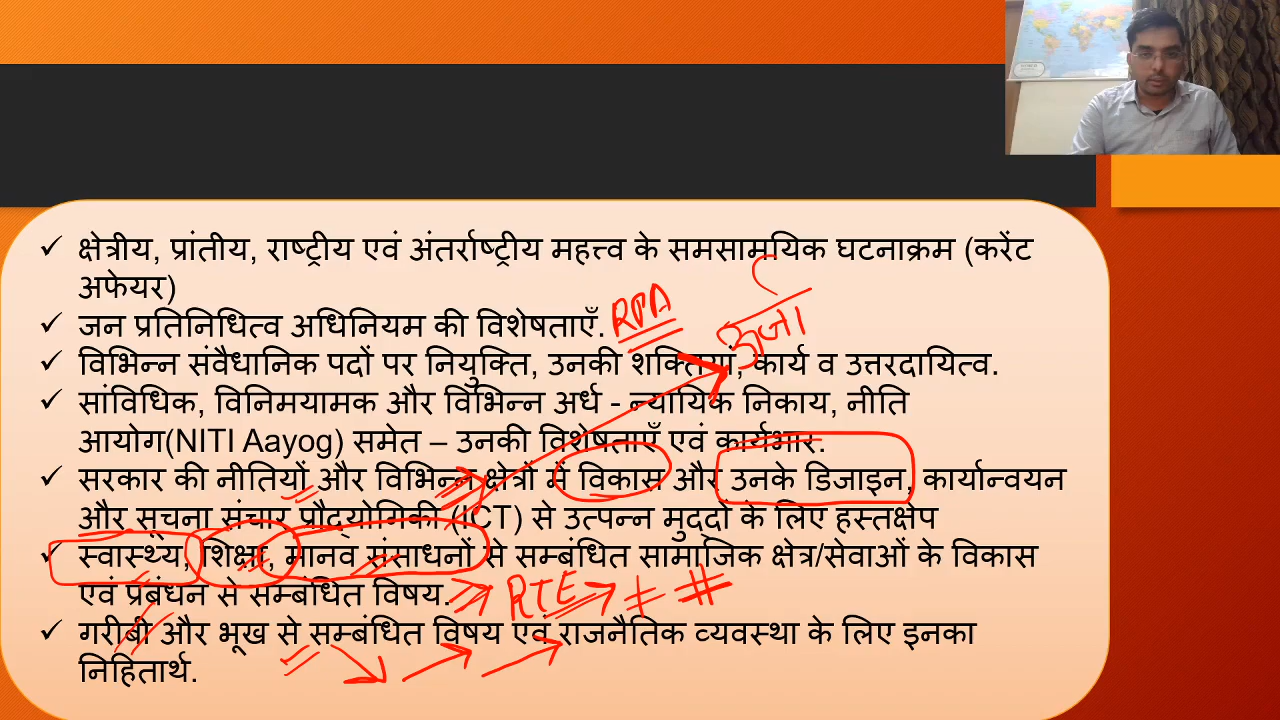 क्षेत्रीय, प्रांतीय, राष्ट्रीय एवं अंतर्राष्ट्रीय महत्त्व के समसामयिक घटनाक्रम (करेंट
अफेयर)
जन प्रतिनिधित्व अधिनियम की विशेषताएँ. RPA
ऊर्जा
विभिन्न संवैधानिक पदों पर नियुक्ति, उनकी शक्तियां, कार्य व उत्तरदायित्व.
सांविधिक, विनिमयामक और विभिन्न अर्ध - न्यायिक निकाय, नीति
आयोग(NITI Aayog) समेत – उनकी विशेषताएँ एवं कार्यभार.
सरकार की नीतियों और विभिन्न क्षेत्रों में विकास और उनके डिजाइन, कार्यान्वयन
और सूचना संचार प्रौद्योगिकी (ICT) से उत्पन्न मुद्दों के लिए हस्तक्षेप
स्वास्थ्य, शिक्षा, मानव संसाधनों से सम्बंधित सामाजिक क्षेत्र/सेवाओं के विकास
एवं प्रबंधन से सम्बंधित विषय. RTE
गरीबी और भूख से सम्बंधित विषय एवं राजनैतिक व्यवस्था के लिए इनका
निहितार्थ.